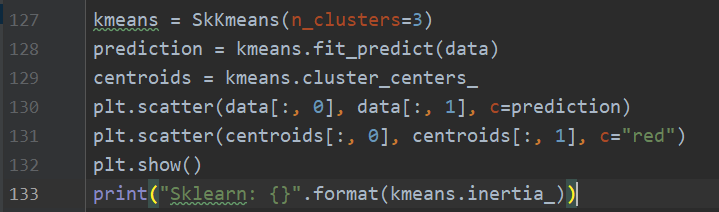 127 kmeans = SkKmeans(n_clusters=3)
128 prediction = kmeans.fit_predict(data)
129 centroids = kmeans.cluster_centers_
130 plt.scatter(data[:, 0], data[:, 1], c=prediction)
131 plt.scatter(centroids[:, 0], centroids[:, 1], c="red")
132 plt.show()
133 print("Sklearn: {}".format(kmeans.inertia_))